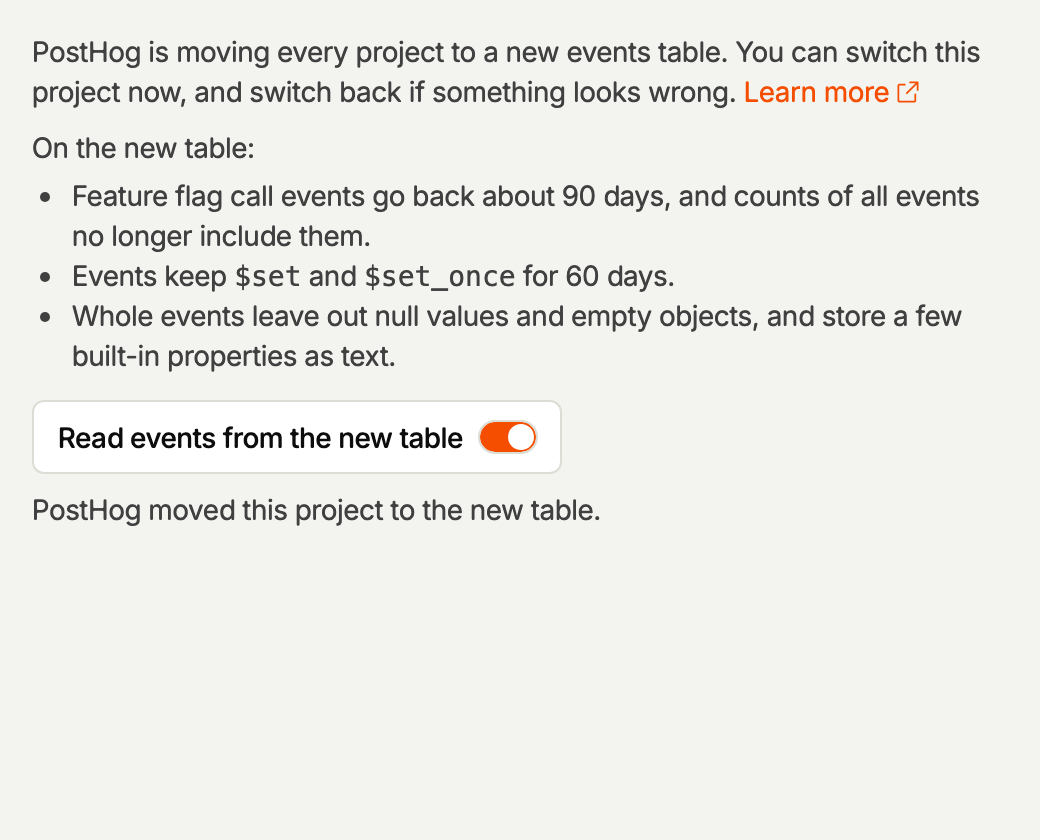 PostHog is moving every project to a new events table. You can switch this
project now, and switch back if something looks wrong. Learn more
On the new table:
• Feature flag call events go back about 90 days, and counts of all events
no longer include them.
• Events keep $set and $set_once for 60 days.
• Whole events leave out null values and empty objects, and store a few
built-in properties as text.
Read events from the new table
PostHog moved this project to the new table.